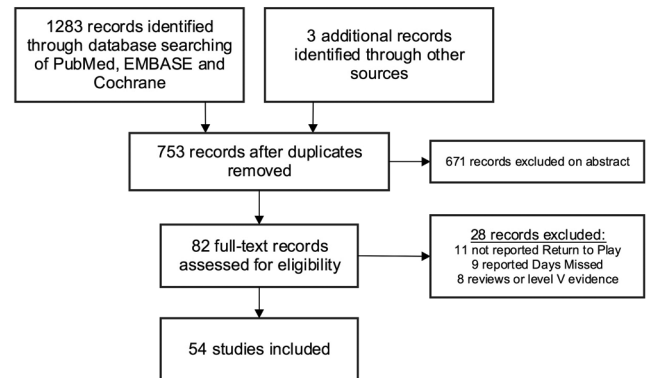 1283 records identified
through database searching
of PubMed, EMBASE and
Cochrane
3 additional records
identified through other
sources
753 records after duplicates
removed
671 records excluded on abstract
82 full-text records
assessed for eligibility
28 records excluded:
11 not reported Return to Play
9 reported Days Missed
8 reviews or level V evidence
54 studies included